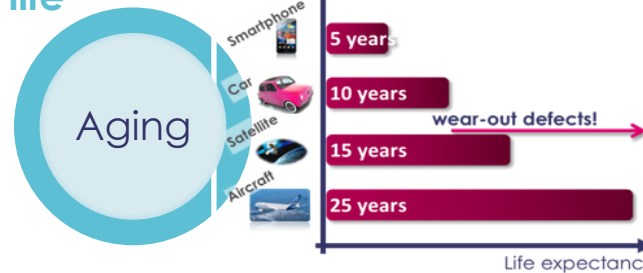 life
Aging
Smartphone
5 years
Car
10 years
wear-out defects!
Satellite
15 years
Aircraft
25 years
Life expectanc